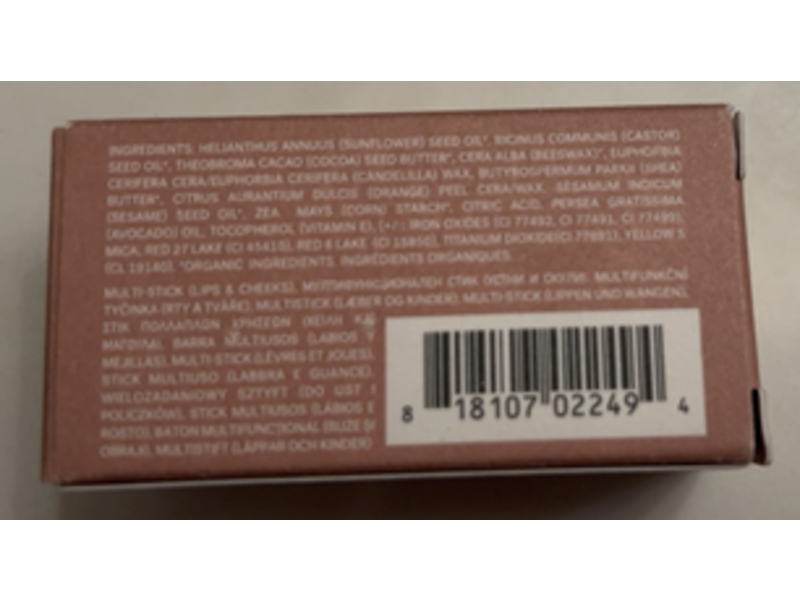 INGREDIENTS: HELIANTHUS ANNUUS (SUNFLOWER) SEED OIL*, RICINUS COMMUNIS (CASTOR)
SEED OIL*, THEOBROMA CACAO (COCOA) SEED BUTTER*, CERA ALBA (BEESWAX)*, EUPHORBIA
CERIFERA CERA/EUPHORBIA CERIFERA (CANDELILLA) WAX, BUTYROSPERMUM PARKII (SHEA)
BUTTER*, CITRUS AURANTIUM DULCIS (ORANGE) PEEL CERA/WAX, SESAMUM INDICUM
(SESAME) SEED OIL*, ZEA MAYS (CORN) STARCH*, CITRIC ACID, PERSEA GRATISSIMA
(AVOCADO) OIL, TOCOPHEROL (VITAMIN E), [+/-: IRON OXIDES (CI 77492, CI 77491, CI 77499),
MICA, RED 27 LAKE (CI 45410), RED 6 LAKE (CI 15850), TITANIUM DIOXIDE(CI 77891), YELLOW 5
(CI, 19140). *ORGANIC INGREDIENTS. INGRÉDIENTS ORGANIQUES.
MULTI-STICK (LIPS & CHEEKS), МУЛТИФУНКЦИОНАЛЕН СТИК (УСТНИ И СКУЛИ), MULTIFUNKČNÍ
TYČINKA (RTY A TVÁŘE), MULTISTICK (LÆBER OG KINDER), MULTI-STICK (LIPPEN UND WANGEN),
ΣΤΙΚ ΠΟΛΛΑΠΛΩΝ ΧΡΗΣΕΩΝ (ΧΕΙΛΗ ΚΑΙ
ΜΑΓΟΥΛΑ), BARRA MULTIUSOS (LABIOS Y
MEJILLAS), MULTI-STICK (LÈVRES ET JOUES),
STICK MULTIUSO (LABBRA E GUANCE),
WIELOZADANIOWY SZTYFT (DO UST I
POLICZKÓW), STICK MULTIUSOS (LÁBIOS E
ROSTO), BATON MULTIFUNCȚIONAL (BUZE ȘI
OBRAJI), MULTISTIFT (LÄPPAR OCH KINDER)
8 18107 02249 4